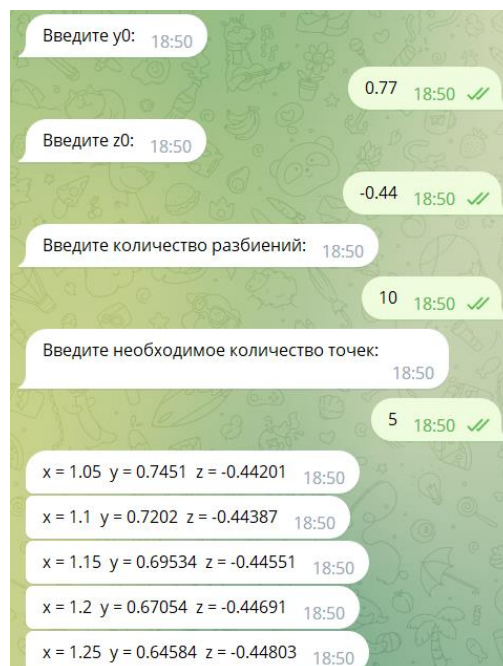 Введите y0: 18:50
0.77 18:50
Введите z0: 18:50
-0.44 18:50
Введите количество разбиений: 18:50
10 18:50
Введите необходимое количество точек:
18:50
5 18:50
x = 1.05 y = 0.7451 z = -0.44201 18:50
x = 1.1 y = 0.7202 z = -0.44387 18:50
x = 1.15 y = 0.69534 z = -0.44551 18:50
x = 1.2 y = 0.67054 z = -0.44691 18:50
x = 1.25 y = 0.64584 z = -0.44803 18:50